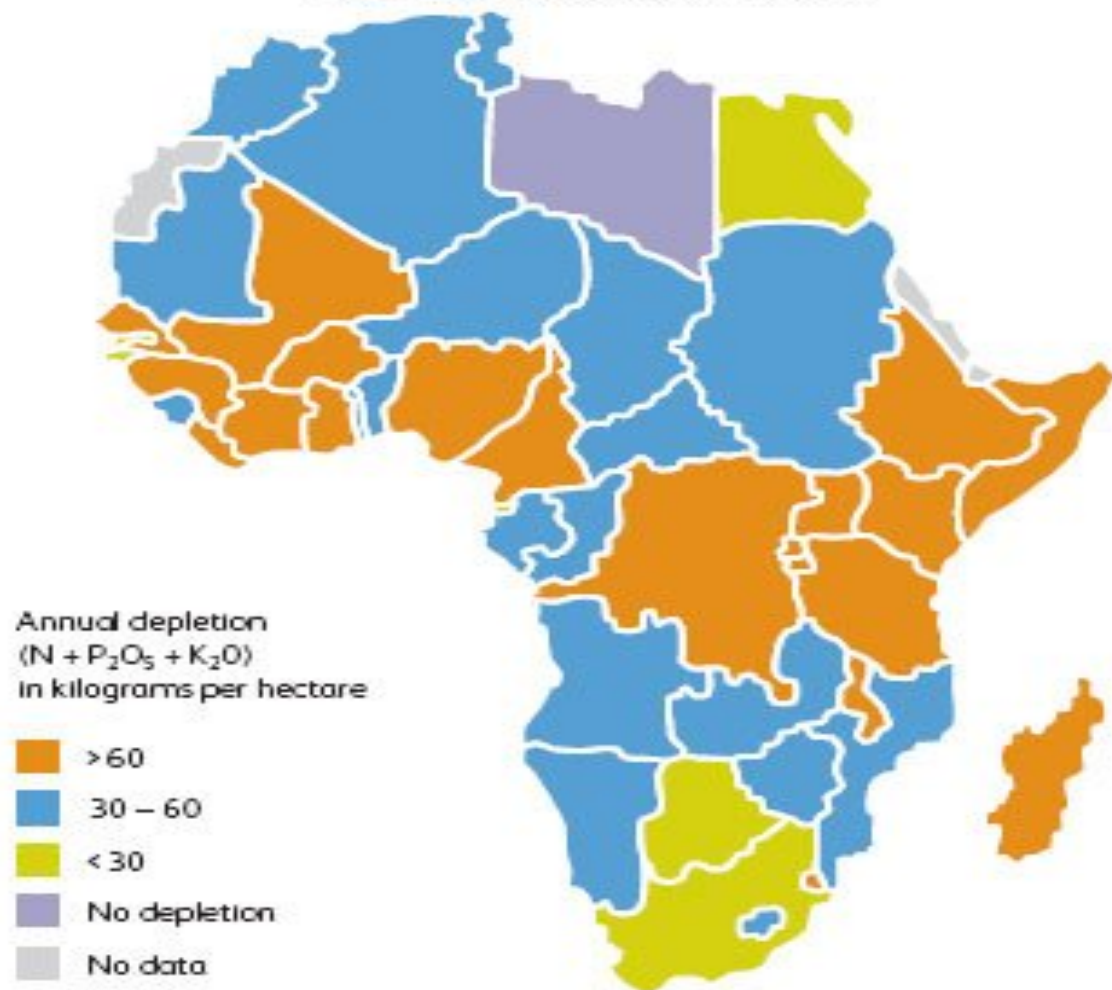 Annual depletion
(N + P₂O₅ + K₂O)
in kilograms per hectare
>60
30 – 60
< 30
No depletion
No data